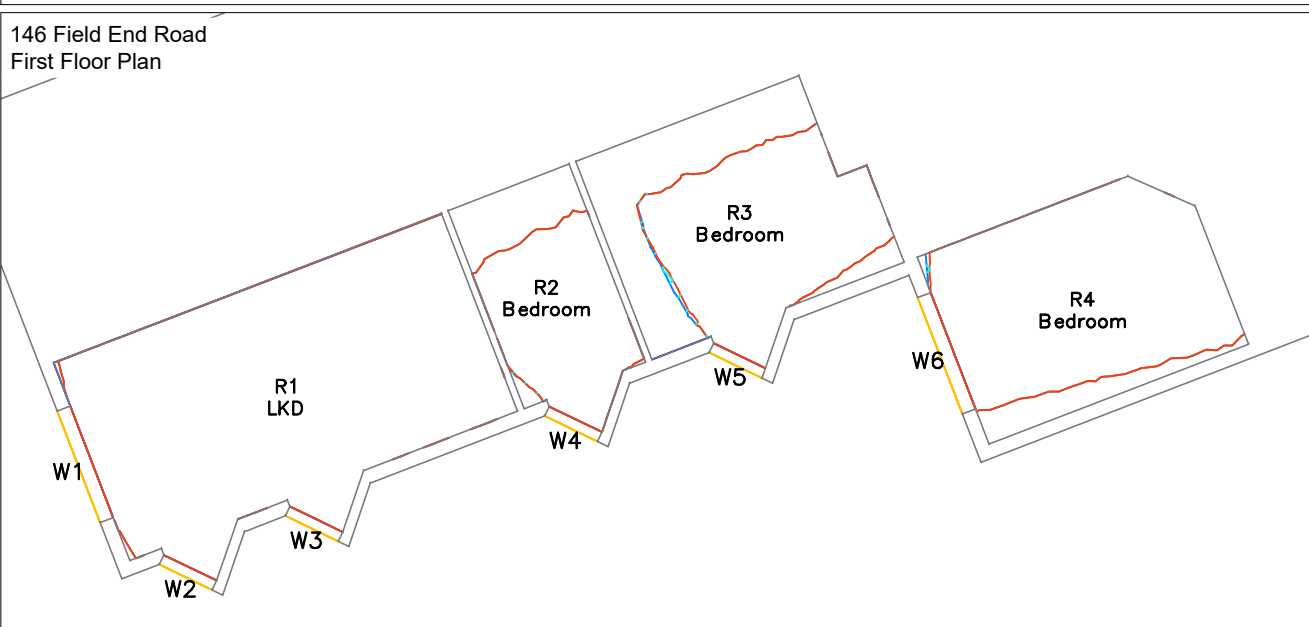 146 Field End Road
First Floor Plan
R3
Bedroom
R2
Bedroom
R4
Bedroom
R1
LKD
W5
W6
W4
W1
W3
W2